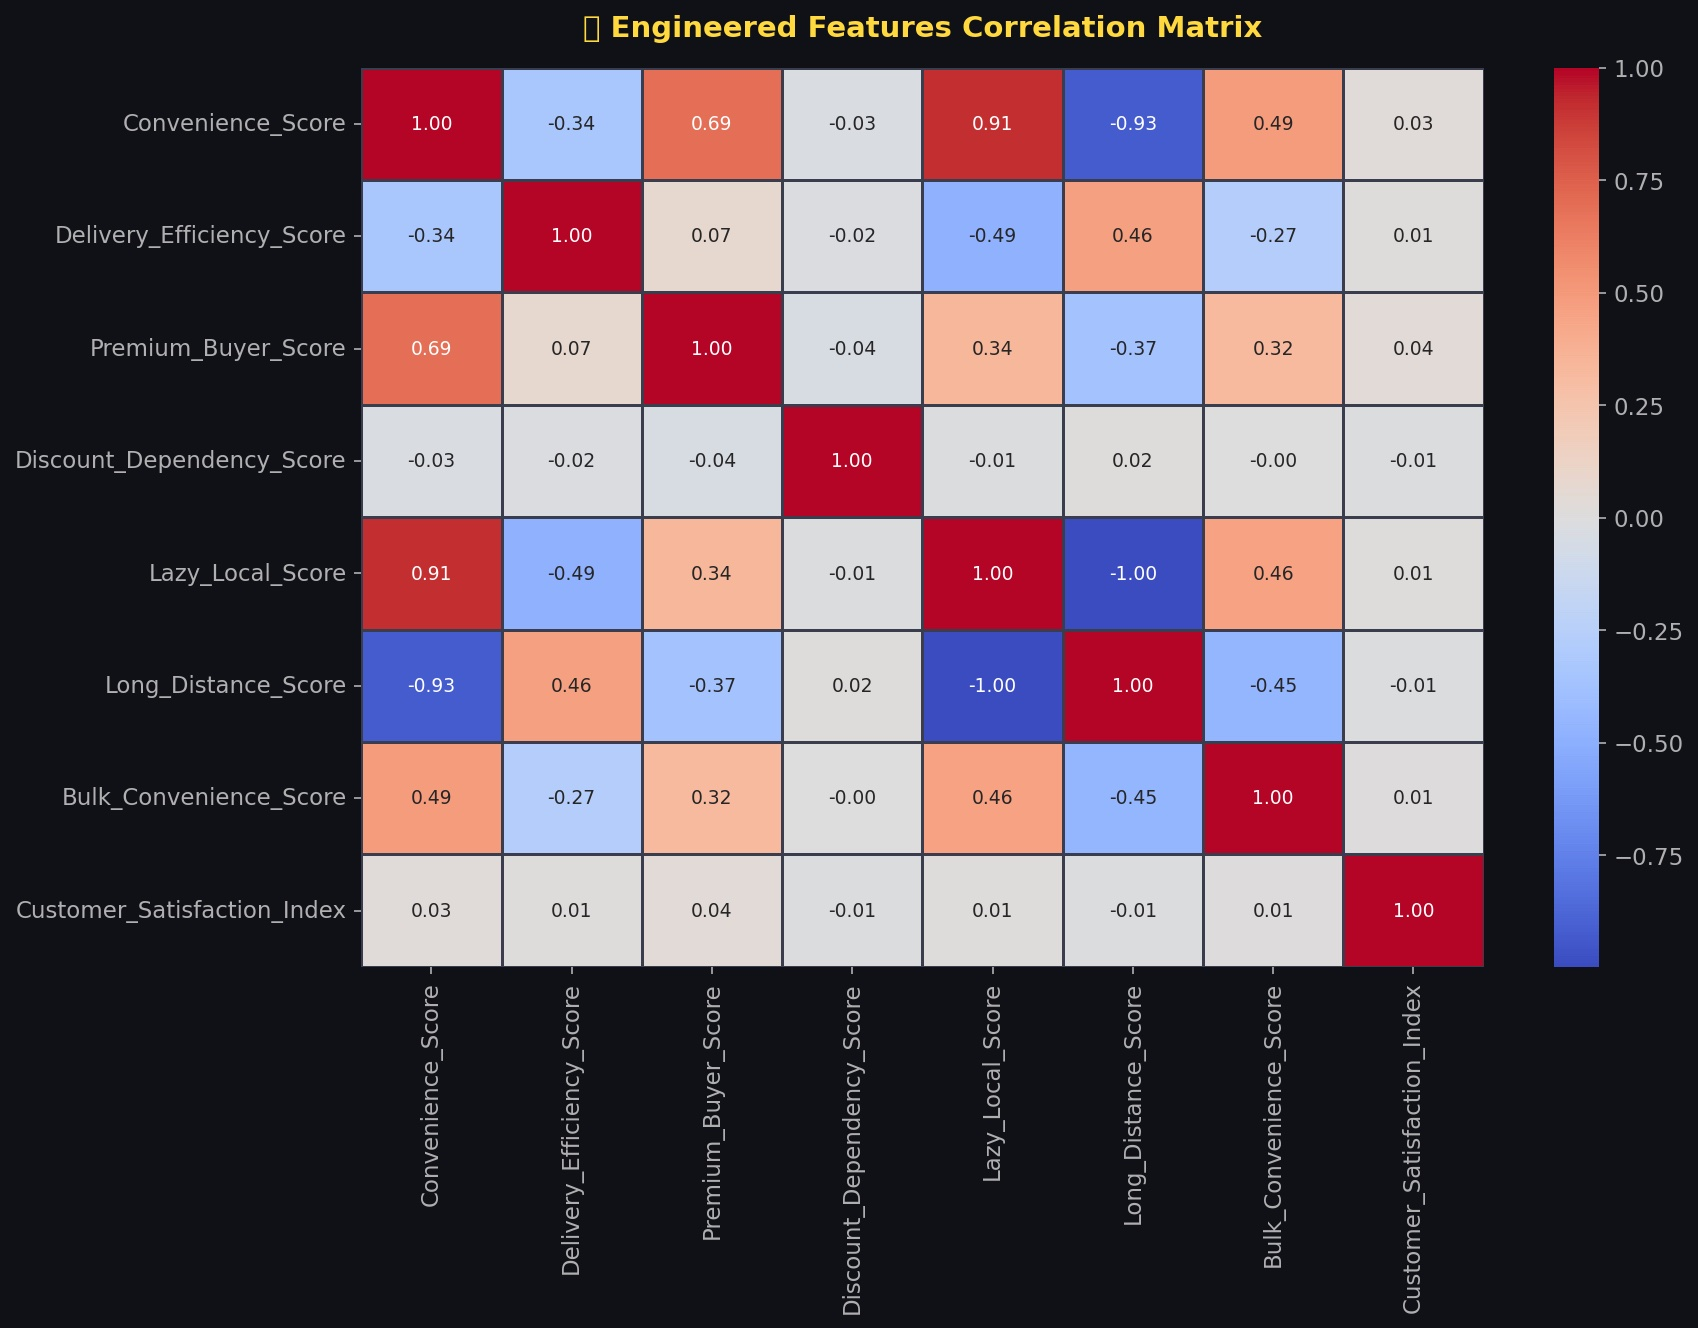 ▯ Engineered Features Correlation Matrix
Convenience_Score 1.00 -0.34 0.69 -0.03 0.91 -0.93 0.49 0.03
Delivery_Efficiency_Score -0.34 1.00 0.07 -0.02 -0.49 0.46 -0.27 0.01
Premium_Buyer_Score 0.69 0.07 1.00 -0.04 0.34 -0.37 0.32 0.04
Discount_Dependency_Score -0.03 -0.02 -0.04 1.00 -0.01 0.02 -0.00 -0.01
Lazy_Local_Score 0.91 -0.49 0.34 -0.01 1.00 -1.00 0.46 0.01
Long_Distance_Score -0.93 0.46 -0.37 0.02 -1.00 1.00 -0.45 -0.01
Bulk_Convenience_Score 0.49 -0.27 0.32 -0.00 0.46 -0.45 1.00 0.01
Customer_Satisfaction_Index 0.03 0.01 0.04 -0.01 0.01 -0.01 0.01 1.00
Convenience_Score
Delivery_Efficiency_Score
Premium_Buyer_Score
Discount_Dependency_Score
Lazy_Local_Score
Long_Distance_Score
Bulk_Convenience_Score
Customer_Satisfaction_Index
1.00
0.75
0.50
0.25
0.00
−0.25
−0.50
−0.75